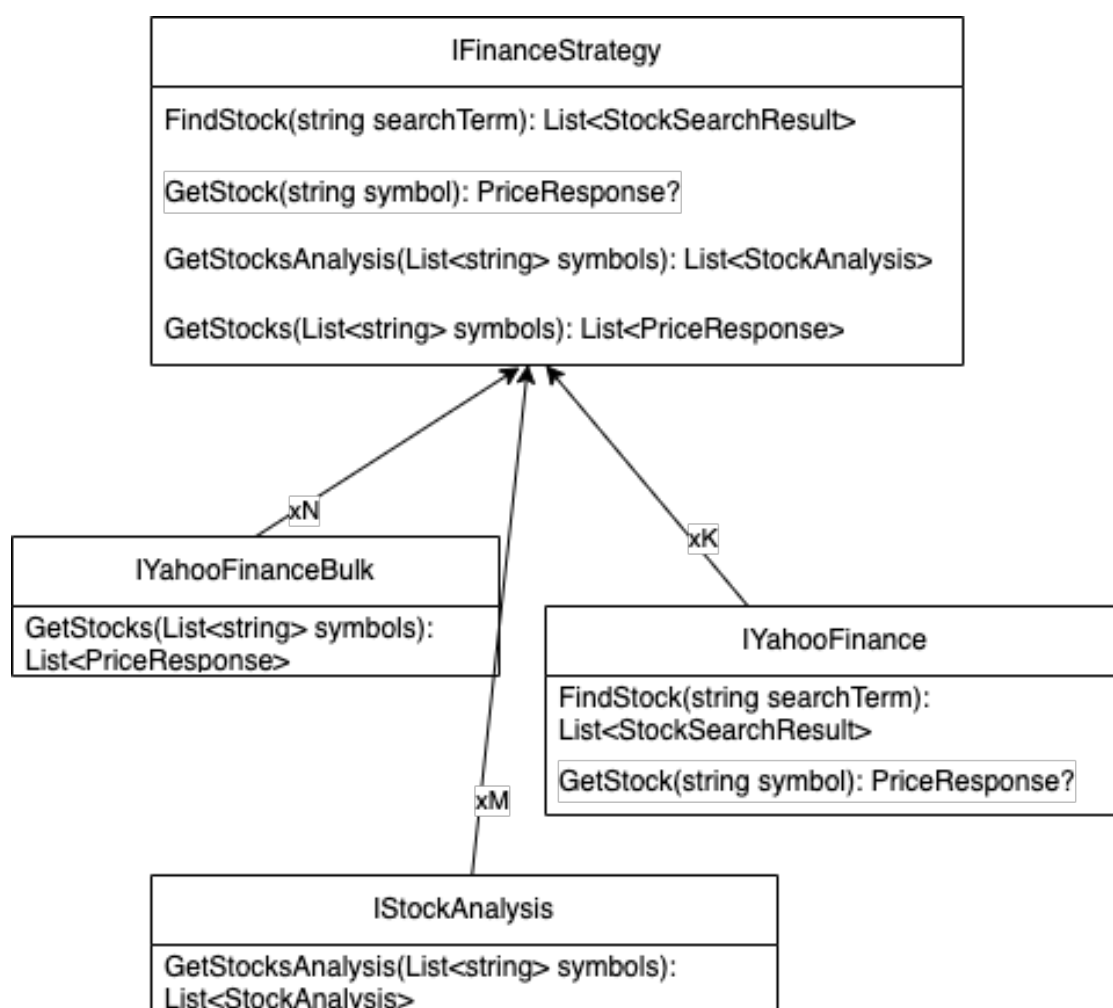 IFinanceStrategy
FindStock(string searchTerm): List<StockSearchResult>
GetStock(string symbol): PriceResponse?
GetStocksAnalysis(List<string> symbols): List<StockAnalysis>
GetStocks(List<string> symbols): List<PriceResponse>
xN
xK
IYahooFinanceBulk
GetStocks(List<string> symbols):
List<PriceResponse>
IYahooFinance
FindStock(string searchTerm):
List<StockSearchResult>
GetStock(string symbol): PriceResponse?
xM
IStockAnalysis
GetStocksAnalysis(List<string> symbols):
List<StockAnalysis>